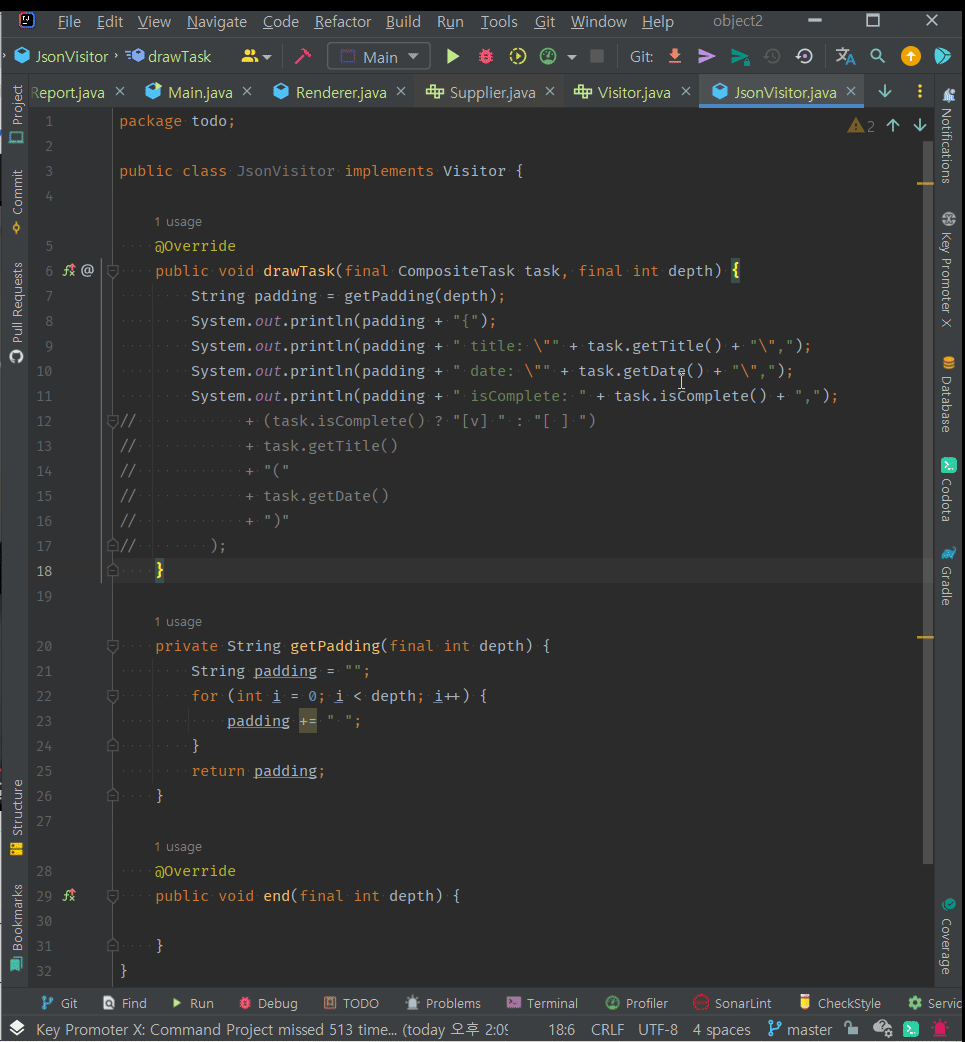 File Edit View Navigate Code Refactor Build Run Tools Git Window Help object2
JsonVisitor drawTask Main Git:
Report.java Main.java Renderer.java Supplier.java Visitor.java JsonVisitor.java
Project
Commit
Pull Requests
Structure
Bookmarks
2
1 package todo;
2
3 public class JsonVisitor implements Visitor {
4
1 usage
5 @Override
6 public void drawTask(final CompositeTask task, final int depth) {
7 String padding = getPadding(depth);
8 System.out.println(padding + "{");
9 System.out.println(padding + " title: \"" + task.getTitle() + "\",");
10 System.out.println(padding + " date: \"" + task.getDate() + "\",");
11 System.out.println(padding + " isComplete: " + task.isComplete() + ",");
12 // + (task.isComplete() ? "[v] " : "[ ] ")
13 // + task.getTitle()
14 // + "("
15 // + task.getDate()
16 // + ")"
17 // );
18 }
19
1 usage
20 private String getPadding(final int depth) {
21 String padding = "";
22 for (int i = 0; i < depth; i++) {
23 padding += " ";
24 }
25 return padding;
26 }
27
1 usage
28 @Override
29 public void end(final int depth) {
30
31 }
32 }
Notifications
Key Promoter X
Database
Codota
Gradle
Coverage
Git Find Run Debug TODO Problems Terminal Profiler SonarLint CheckStyle Servic
Key Promoter X: Command Project missed 513 time... (today 오후 2:09 18:6 CRLF UTF-8 4 spaces master